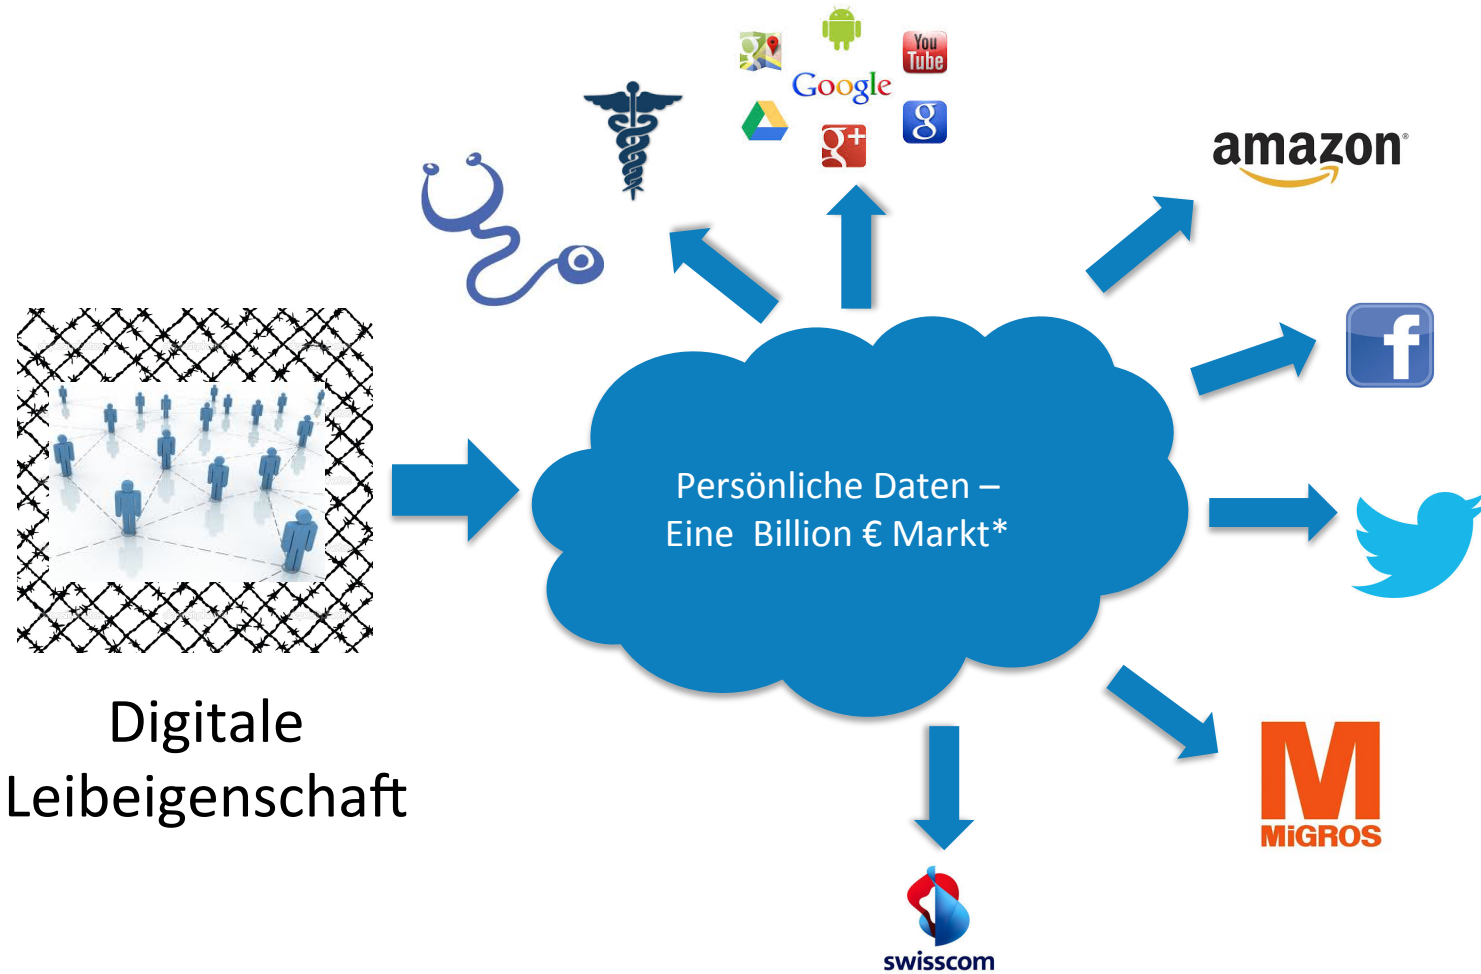 You
Tube
Google
g
g+
g
amazon®
f
Persönliche Daten –
Eine  Billion € Markt*
Digitale
Leibeigenschaft
M
MiGROS
swisscom